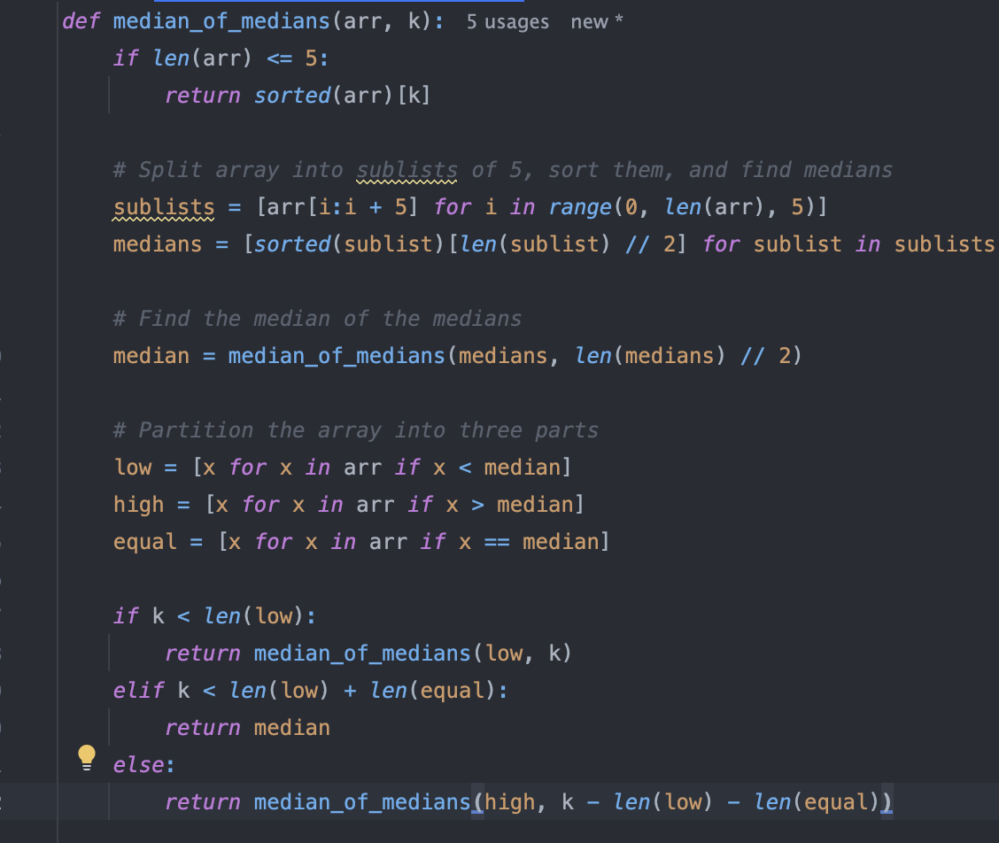 def median_of_medians(arr, k): 5 usages new *
    if len(arr) <= 5:
        return sorted(arr)[k]

    # Split array into sublists of 5, sort them, and find medians
    sublists = [arr[i:i + 5] for i in range(0, len(arr), 5)]
    medians = [sorted(sublist)[len(sublist) // 2] for sublist in sublists

    # Find the median of the medians
    median = median_of_medians(medians, len(medians) // 2)

    # Partition the array into three parts
    low = [x for x in arr if x < median]
    high = [x for x in arr if x > median]
    equal = [x for x in arr if x == median]

    if k < len(low):
        return median_of_medians(low, k)
    elif k < len(low) + len(equal):
        return median
    else:
        return median_of_medians(high, k - len(low) - len(equal))